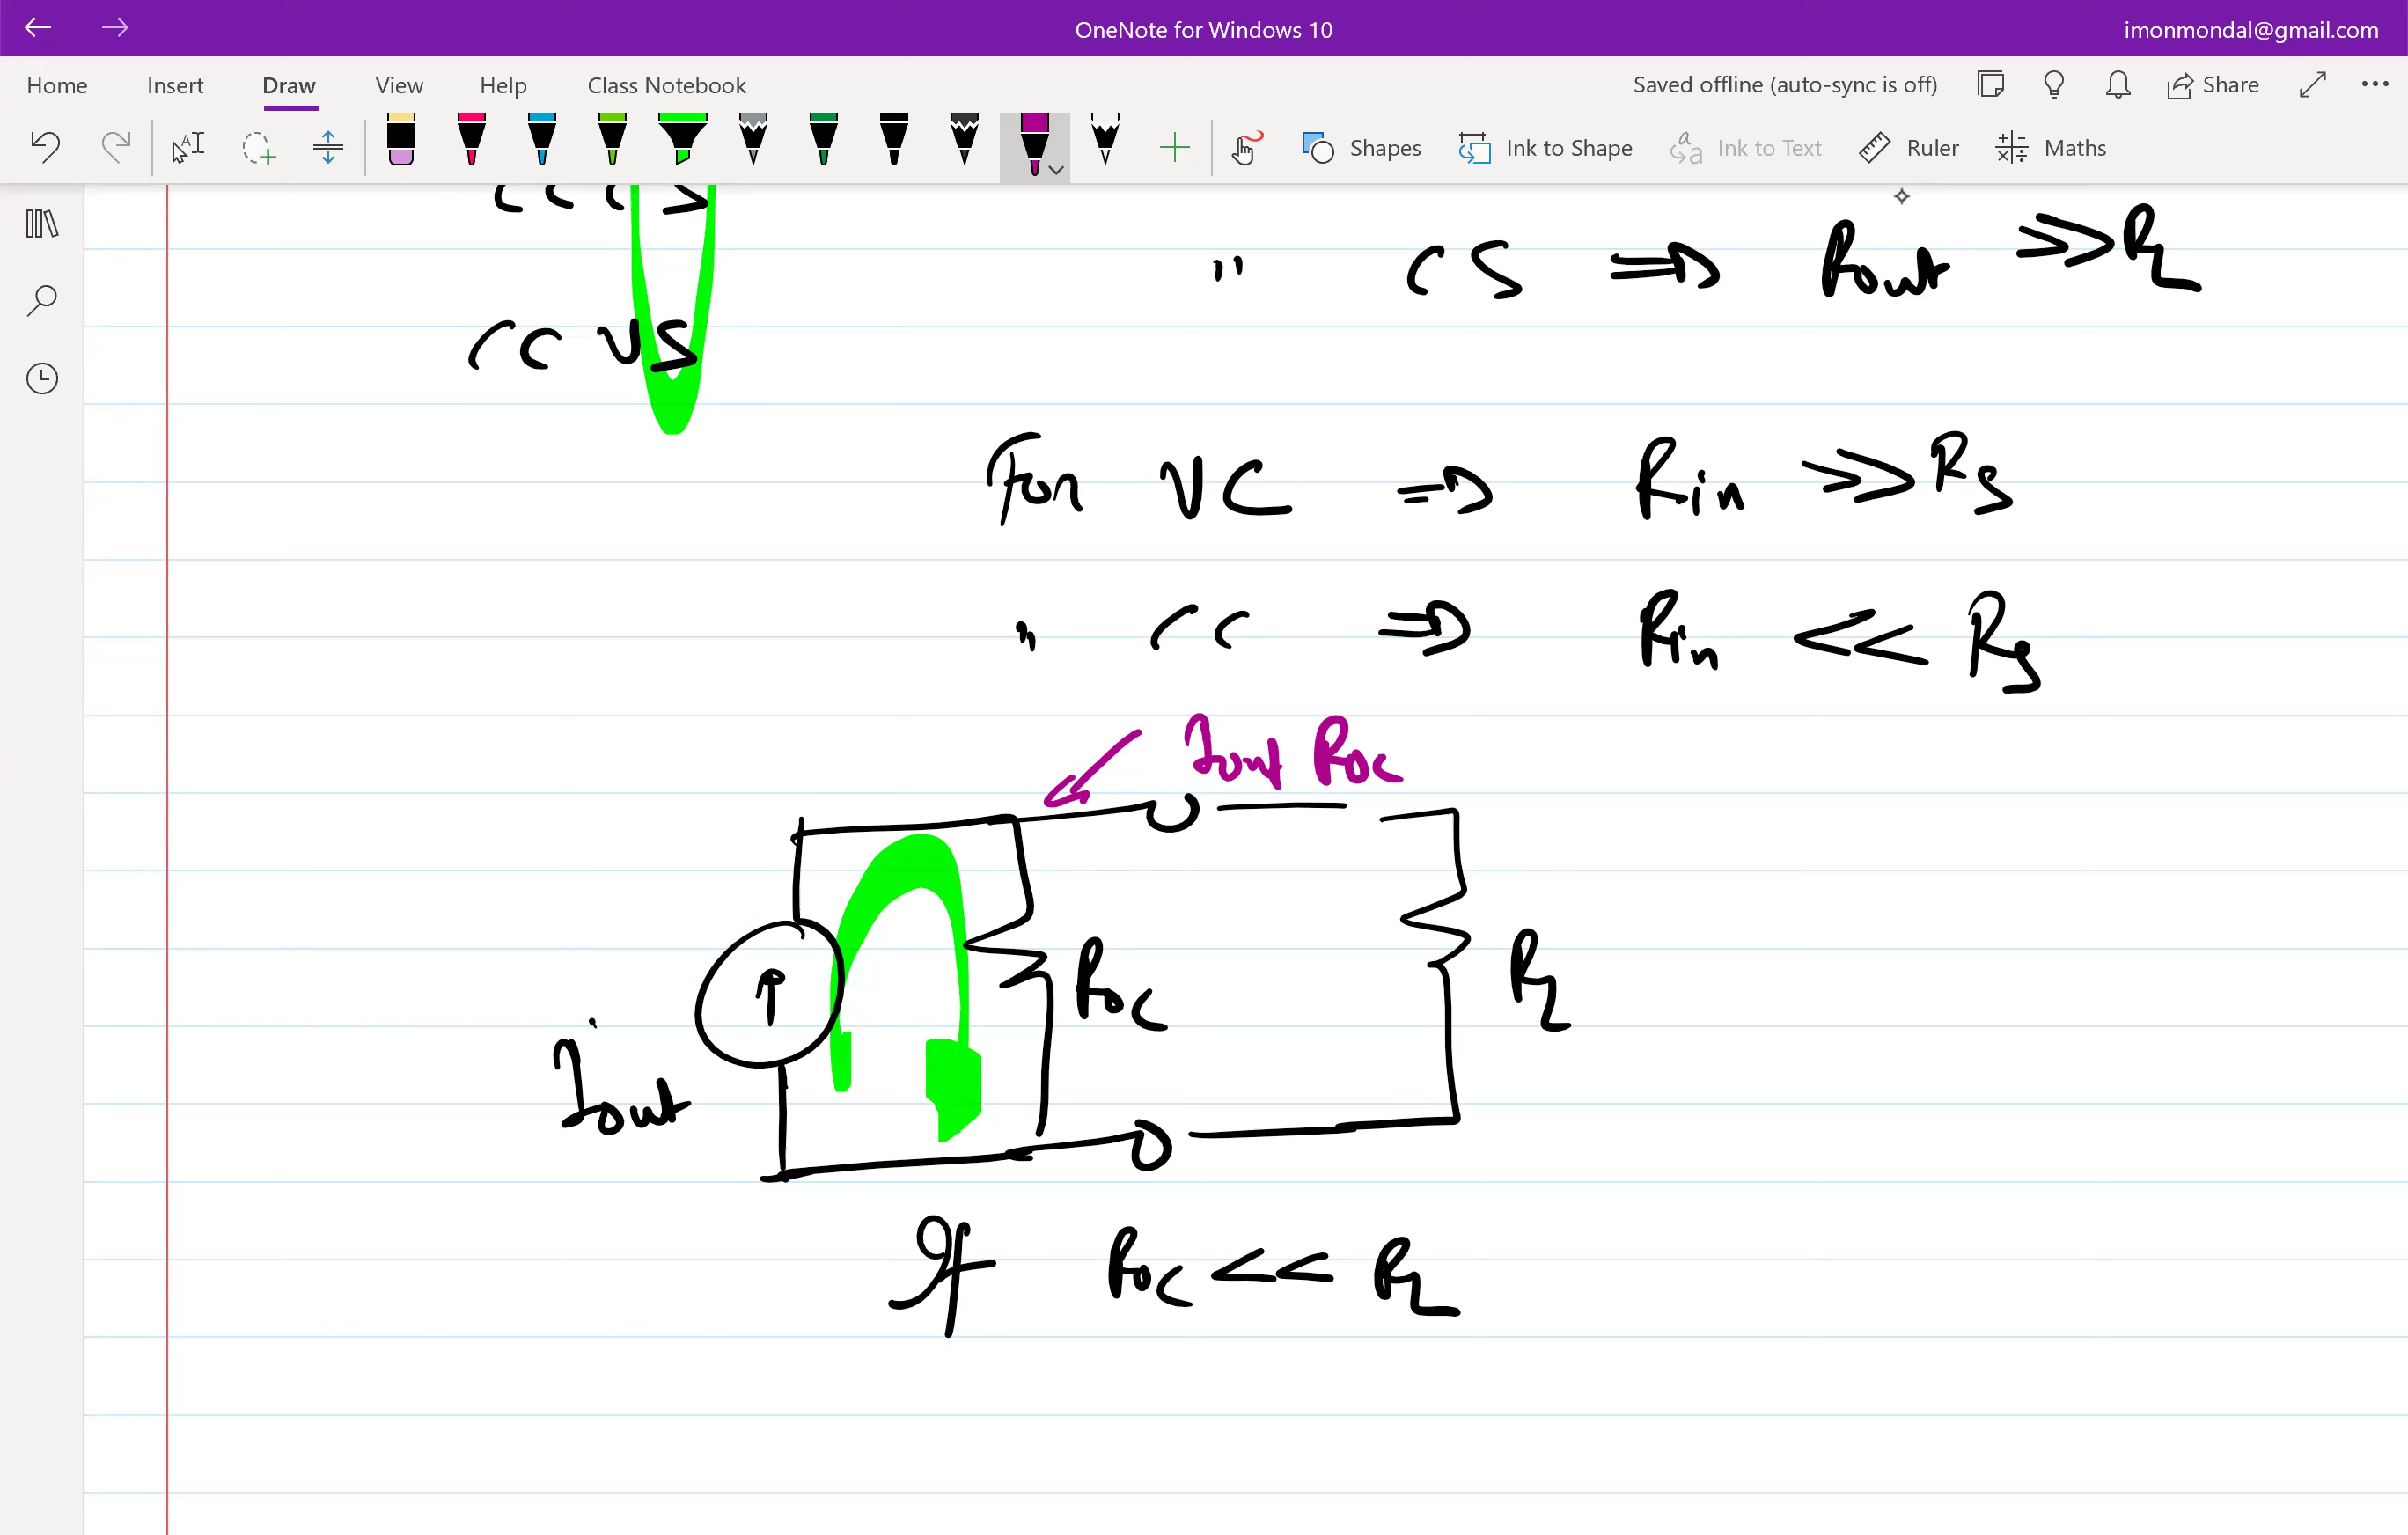 OneNote for Windows 10
imonmondal@gmail.com
Home Insert Draw View Help Class Notebook
Saved offline (auto-sync is off) Share
Shapes Ink to Shape Ink to Text Ruler Maths
CCCS
" CS ⇒ Rout >> RL
CCVS
For VC ⇒ Rin >> RS
" CC ⇒ Rin << RS
Iout Roc
Roc
RL
Iout
If Roc << RL